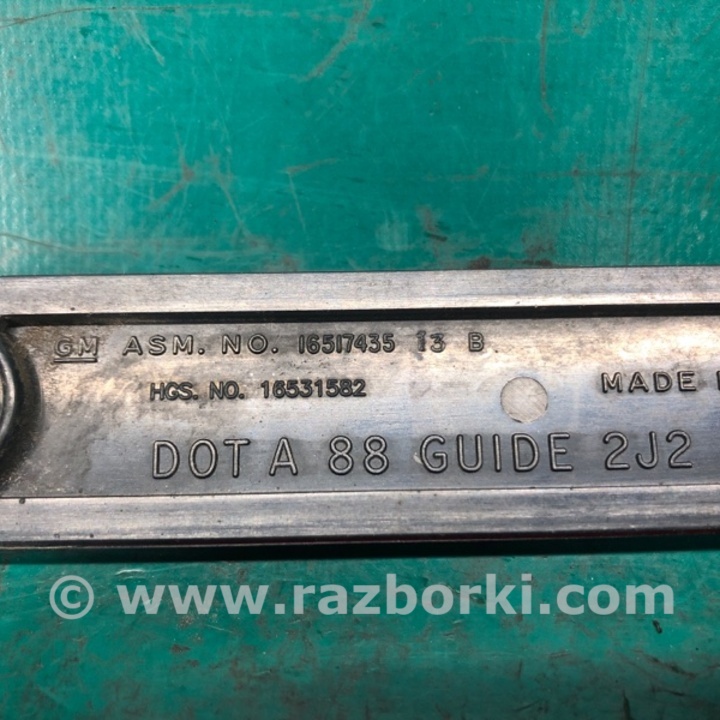 GM ASM. NO. 16517435 13 B
HGS. NO. 16531582 MADE
DOT A 88 GUIDE 2J2
© www.razborki.com